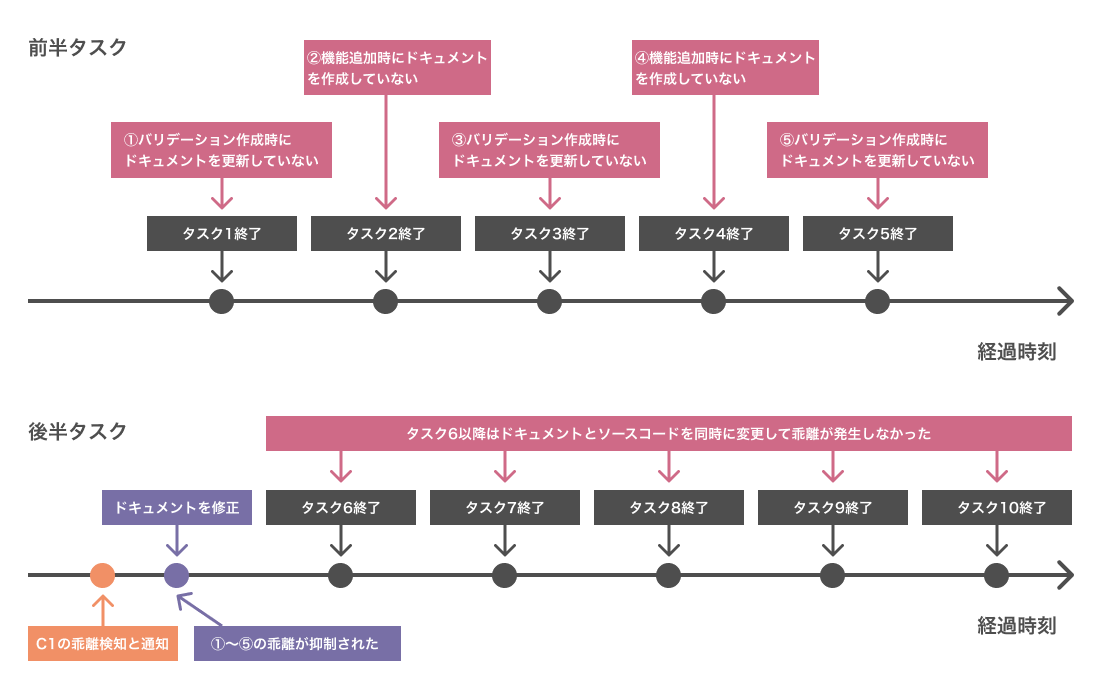 前半タスク
②機能追加時にドキュメント
を作成していない
④機能追加時にドキュメント
を作成していない
①バリデーション作成時に
ドキュメントを更新していない
③バリデーション作成時に
ドキュメントを更新していない
⑤バリデーション作成時に
ドキュメントを更新していない
タスク1終了
タスク2終了
タスク3終了
タスク4終了
タスク5終了
経過時刻
後半タスク
タスク6以降はドキュメントとソースコードを同時に変更して乖離が発生しなかった
ドキュメントを修正
タスク6終了
タスク7終了
タスク8終了
タスク9終了
タスク10終了
経過時刻
C1の乖離検知と通知
①〜⑤の乖離が抑制された